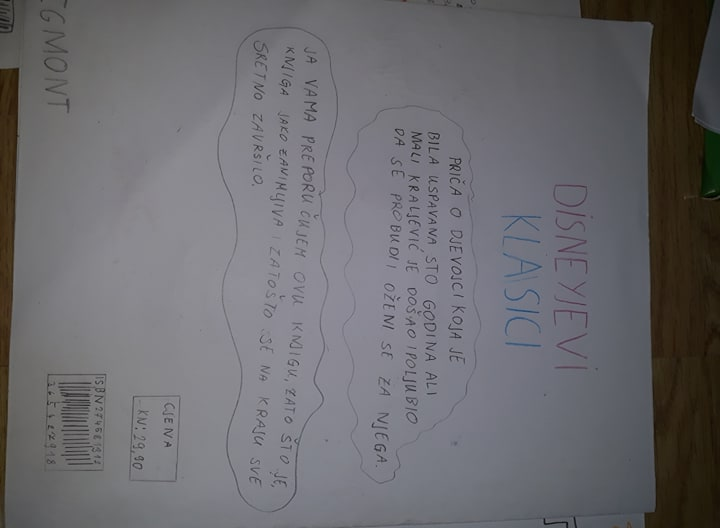 DISNEYJEVI
KLASICI
PRIČA O DJEVOJCI KOJA JE
BILA USPAVANA STO GODINA ALI
MALI KRALJEVIĆ JE DOŠAO I POLJUBIO
DA SE PROBUDI I OŽENI SE ZA NJEGA.
JA VAMA PREPORUČUJEM OVU KNJIGU, ZATO ŠTO JE
KNJIGA JAKO ZANIMLJIVA I ZATOŠTO SE NA KRAJU SVE
SRETNO ZAVRŠILO.
CIJENA
KN: 29,90
ISBN
EGMONT